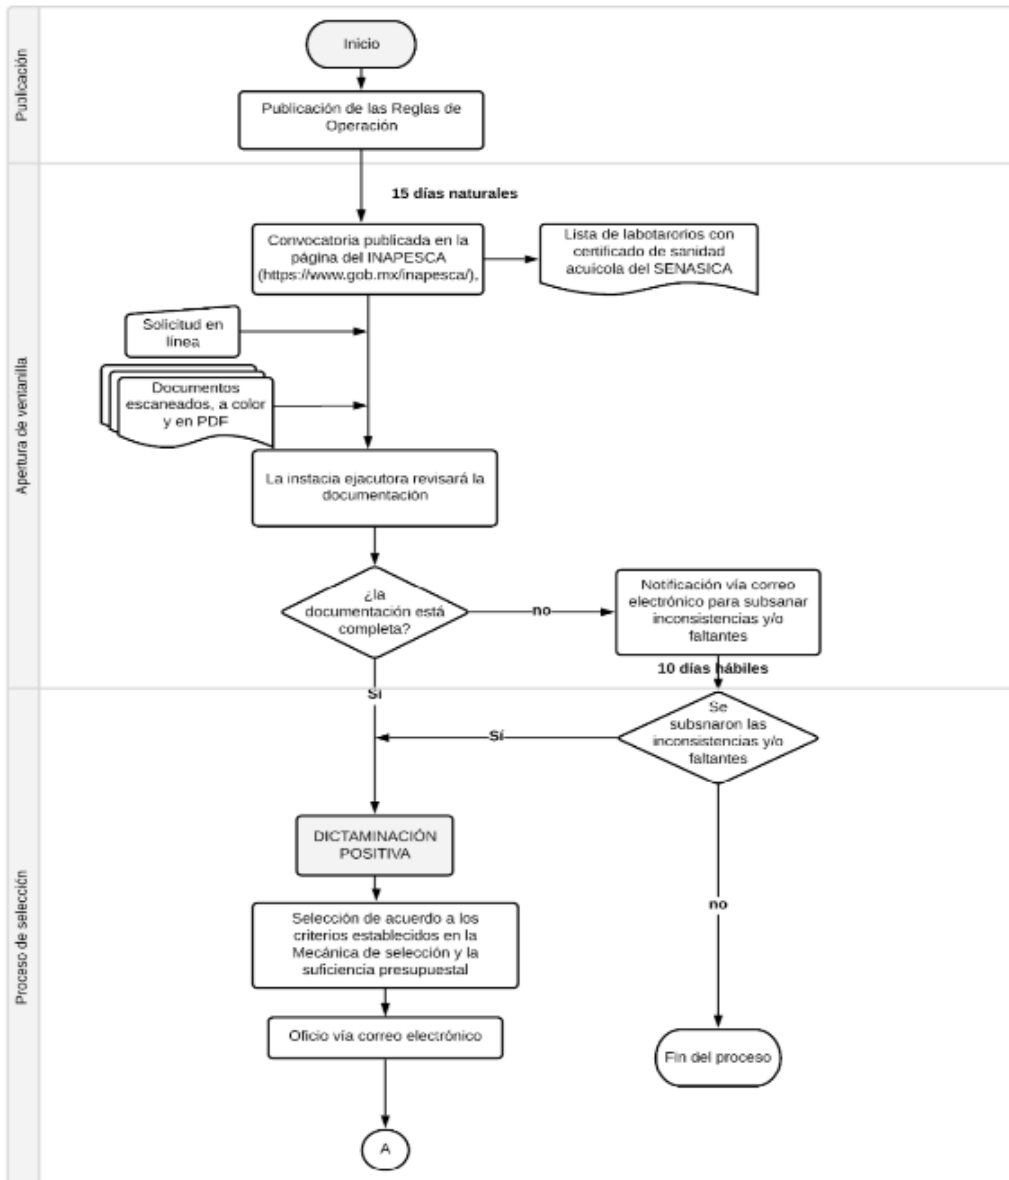 Publicación
Inicio
Publicación de las Reglas de
Operación
Apertura de ventanilla
15 días naturales
Convocatoria publicada en la
página del INAPESCA
(https://www.gob.mx/inapesca/),
Lista de labotarorios con
certificado de sanidad
acuicola del SENASICA
Solicitud en
línea
Documentos
escaneados, a color
y en PDF
La instacia ejacutora revisará la
documentación
¿la
documentación está
completa?
no
Notificación vía correo
electrónico para subsanar
inconsistencias y/o
faltantes
10 días hábiles
Proceso de selección
Sí
Se
subsnaron las
inconsistencias y/o
faltantes
Sí
DICTAMINACIÓN
POSITIVA
no
Selección de acuerdo a los
criterios establecidos en la
Mecánica de selección y la
suficiencia presupuestal
Oficio vía correo electrónico
Fin del proceso
A